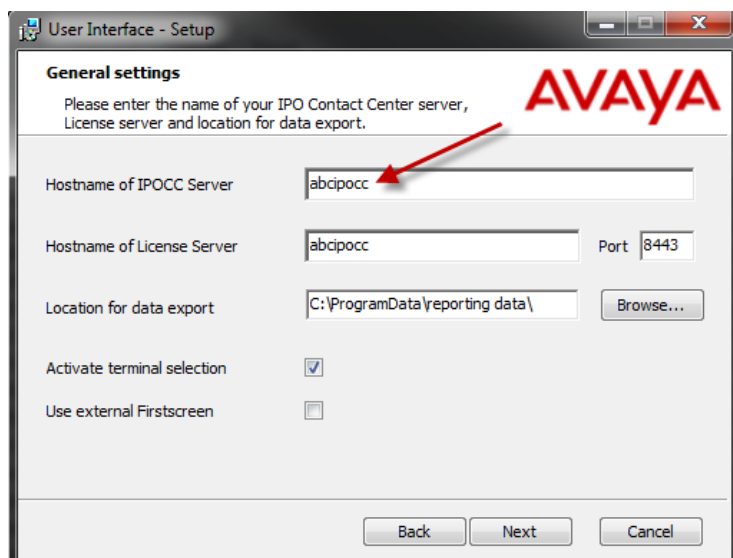 User Interface - Setup
General settings
AVAYA
Please enter the name of your IPO Contact Center server,
License server and location for data export.
Hostname of IPOCC Server abcipocc
Hostname of License Server abcipocc Port 8443
Location for data export C:\ProgramData\reporting data\ Browse...
Activate terminal selection
Use external Firstscreen
Back Next Cancel